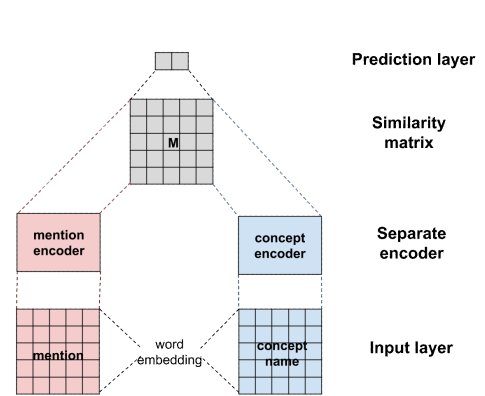 Prediction layer
M
Similarity
matrix
mention
encoder
concept
encoder
Separate
encoder
mention
word
embedding
concept
name
Input layer